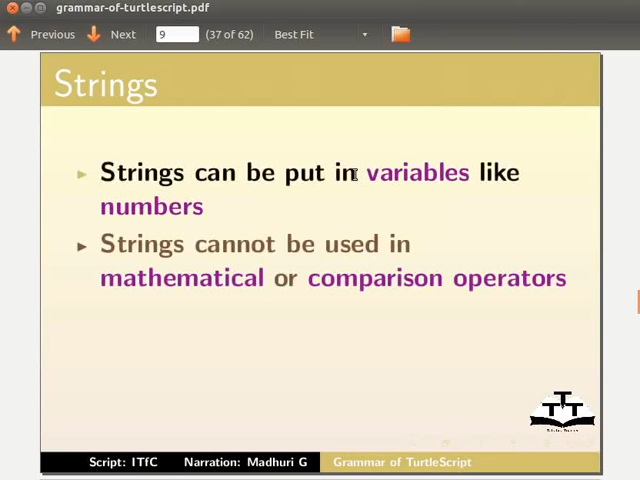 grammar-of-turtlescript.pdf
Previous Next 9 (37 of 62) Best Fit
Strings
Strings can be put in variables like
numbers
Strings cannot be used in
mathematical or comparison operators
Script: ITfC Narration: Madhuri G Grammar of TurtleScript